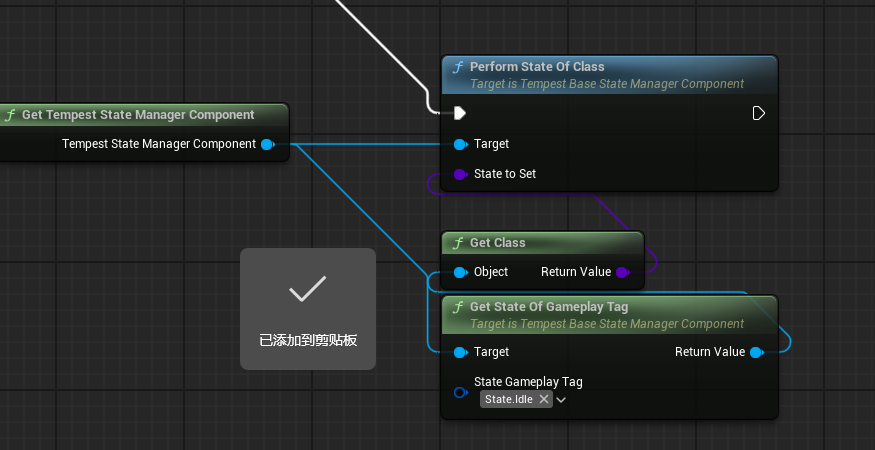 Perform State Of Class
Target is Tempest Base State Manager Component
Get Tempest State Manager Component
Tempest State Manager Component
Target
State to Set
Get Class
Object
Return Value
Get State Of Gameplay Tag
Target is Tempest Base State Manager Component
Target
Return Value
State Gameplay Tag
State.Idle
已添加到剪贴板